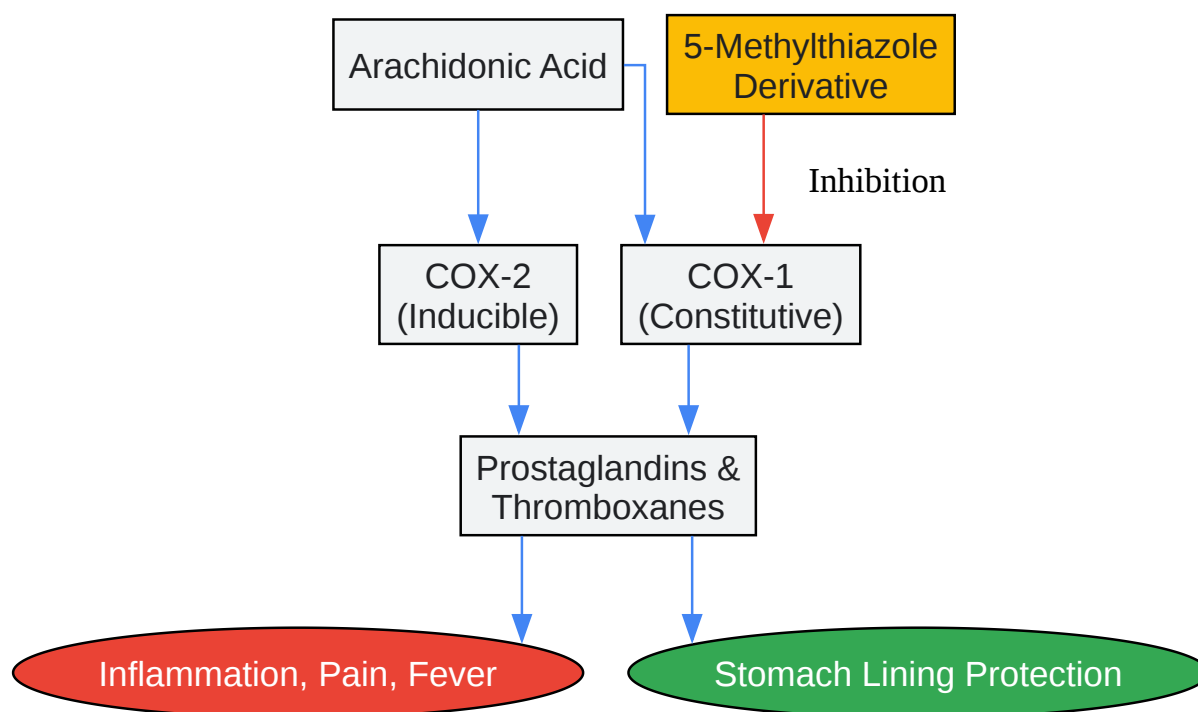 Arachidonic Acid
5-Methylthiazole
Derivative
Inhibition
COX-2
(Inducible)
COX-1
(Constitutive)
Prostaglandins &
Thromboxanes
Inflammation, Pain, Fever
Stomach Lining Protection